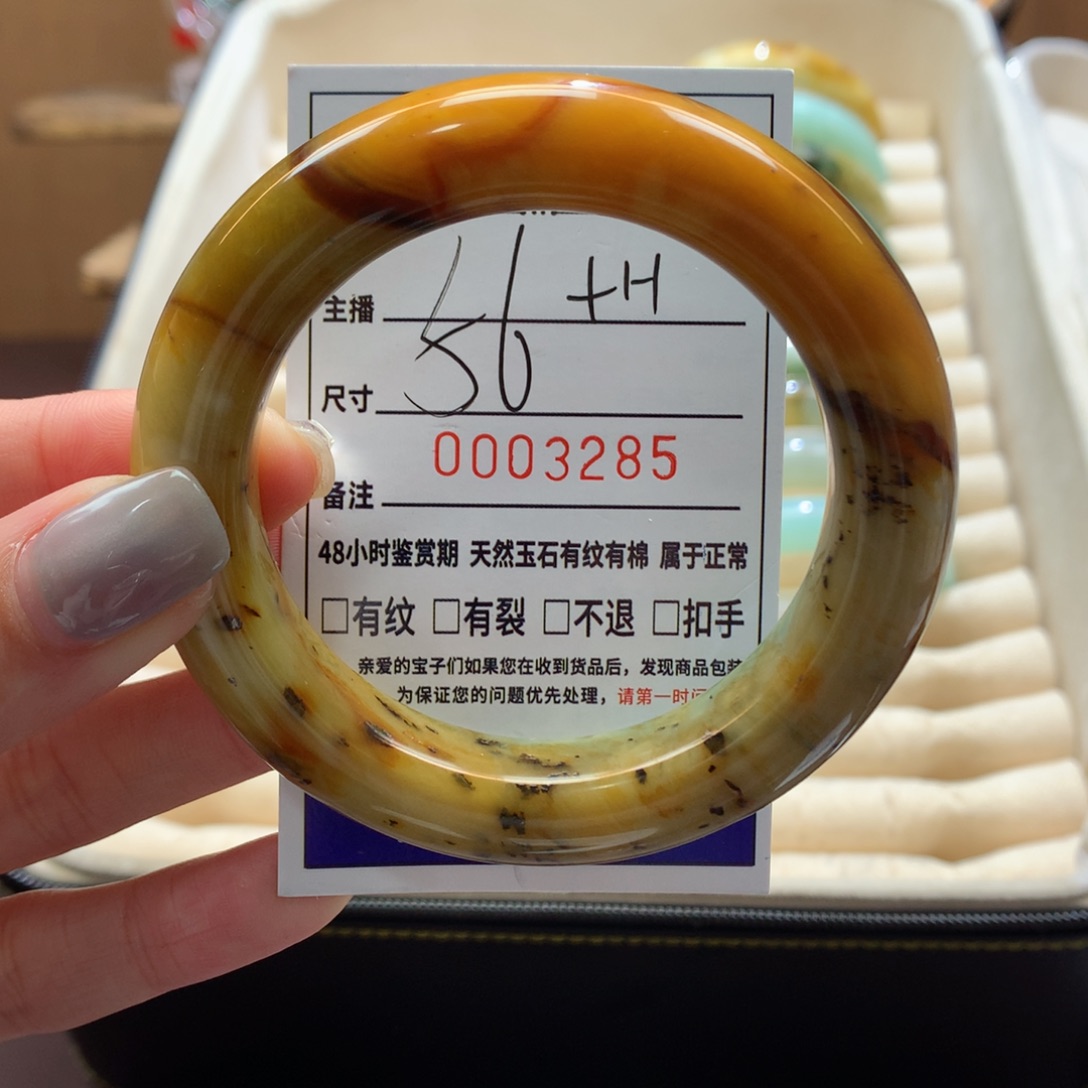 主播
56 +H
尺寸
0003285
备注
48小时鉴赏期 天然玉石有纹有棉 属于正常
□有纹 □有裂 □不退 □扣手
亲爱的宝子们如果您在收到货品后，发现商品包装
为保证您的问题优先处理，请第一时间